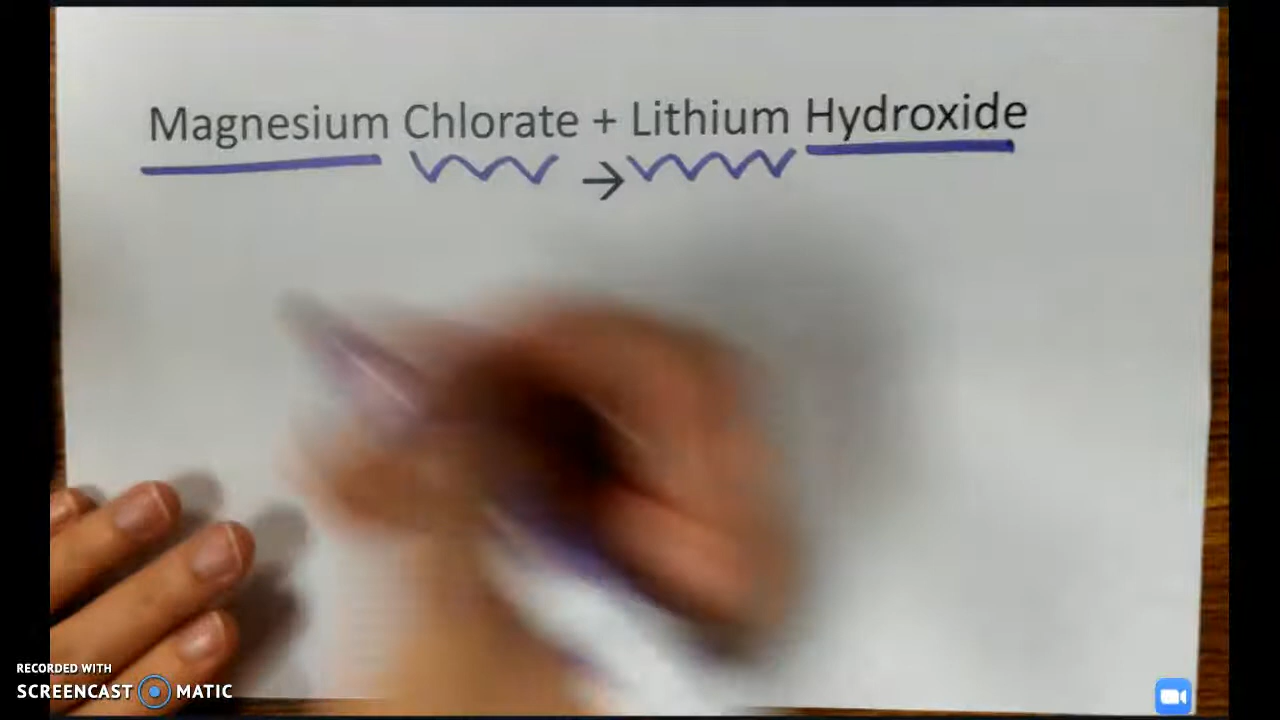 Magnesium Chlorate + Lithium Hydroxide
→
RECORDED WITH
SCREENCAST MATIC